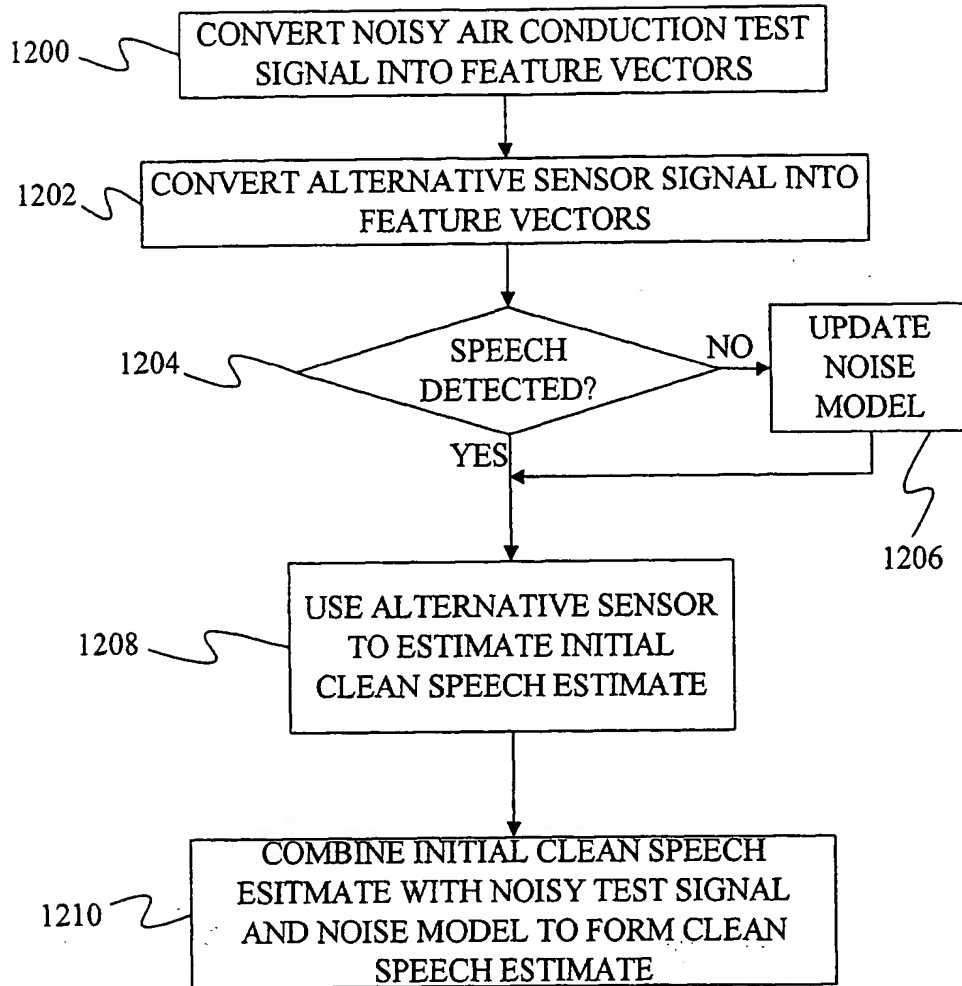 1200
CONVERT NOISY AIR CONDUCTION TEST
SIGNAL INTO FEATURE VECTORS
1202
CONVERT ALTERNATIVE SENSOR SIGNAL INTO
FEATURE VECTORS
1204
SPEECH
DETECTED?
NO
UPDATE
NOISE
MODEL
YES
1206
1208
USE ALTERNATIVE SENSOR
TO ESTIMATE INITIAL
CLEAN SPEECH ESTIMATE
1210
COMBINE INITIAL CLEAN SPEECH
ESITMATE WITH NOISY TEST SIGNAL
AND NOISE MODEL TO FORM CLEAN
SPEECH ESTIMATE